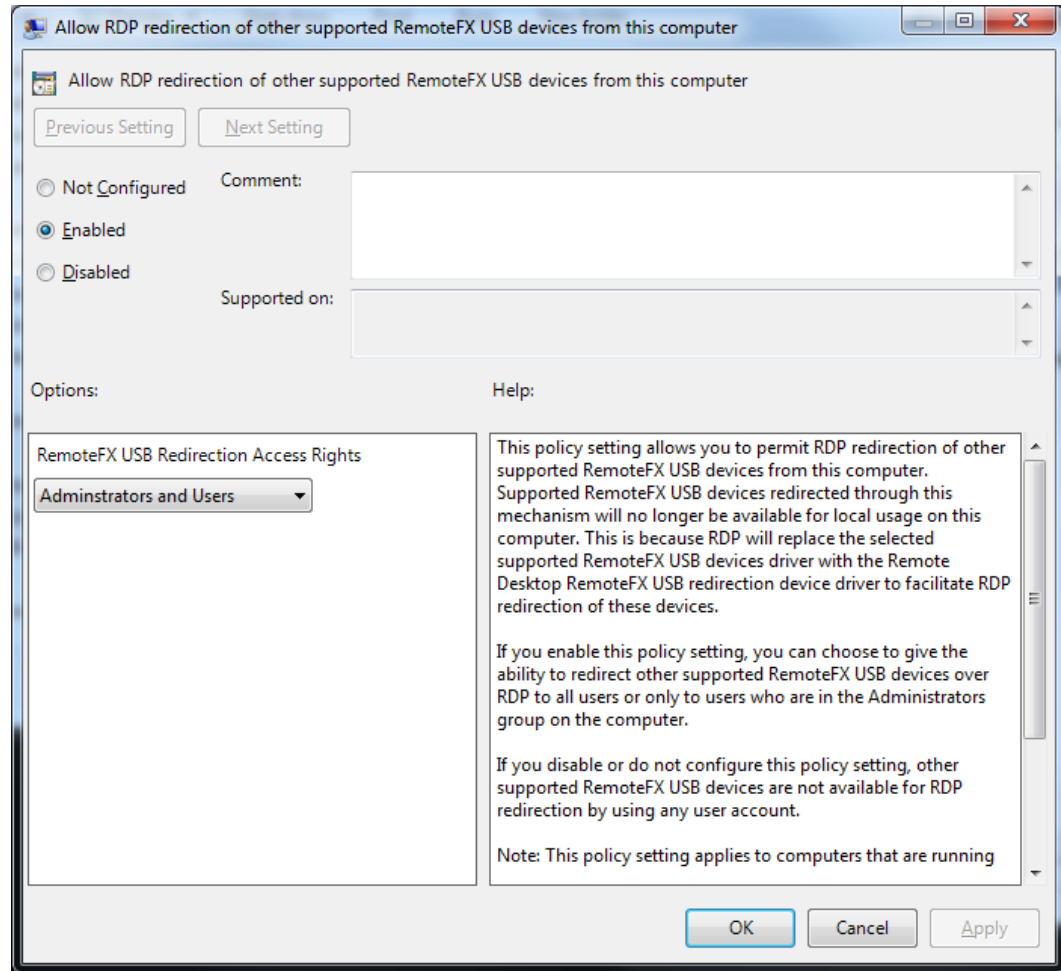 Allow RDP redirection of other supported RemoteFX USB devices from this computer
Allow RDP redirection of other supported RemoteFX USB devices from this computer
Previous Setting
Next Setting
Not Configured
Comment:
Enabled
Disabled
Supported on:
Options:
Help:
RemoteFX USB Redirection Access Rights
Adminstrators and Users
This policy setting allows you to permit RDP redirection of other
supported RemoteFX USB devices from this computer.
Supported RemoteFX USB devices redirected through this
mechanism will no longer be available for local usage on this
computer. This is because RDP will replace the selected
supported RemoteFX USB devices driver with the Remote
Desktop RemoteFX USB redirection device driver to facilitate RDP
redirection of these devices.
If you enable this policy setting, you can choose to give the
ability to redirect other supported RemoteFX USB devices over
RDP to all users or only to users who are in the Administrators
group on the computer.
If you disable or do not configure this policy setting, other
supported RemoteFX USB devices are not available for RDP
redirection by using any user account.
Note: This policy setting applies to computers that are running
OK
Cancel
Apply